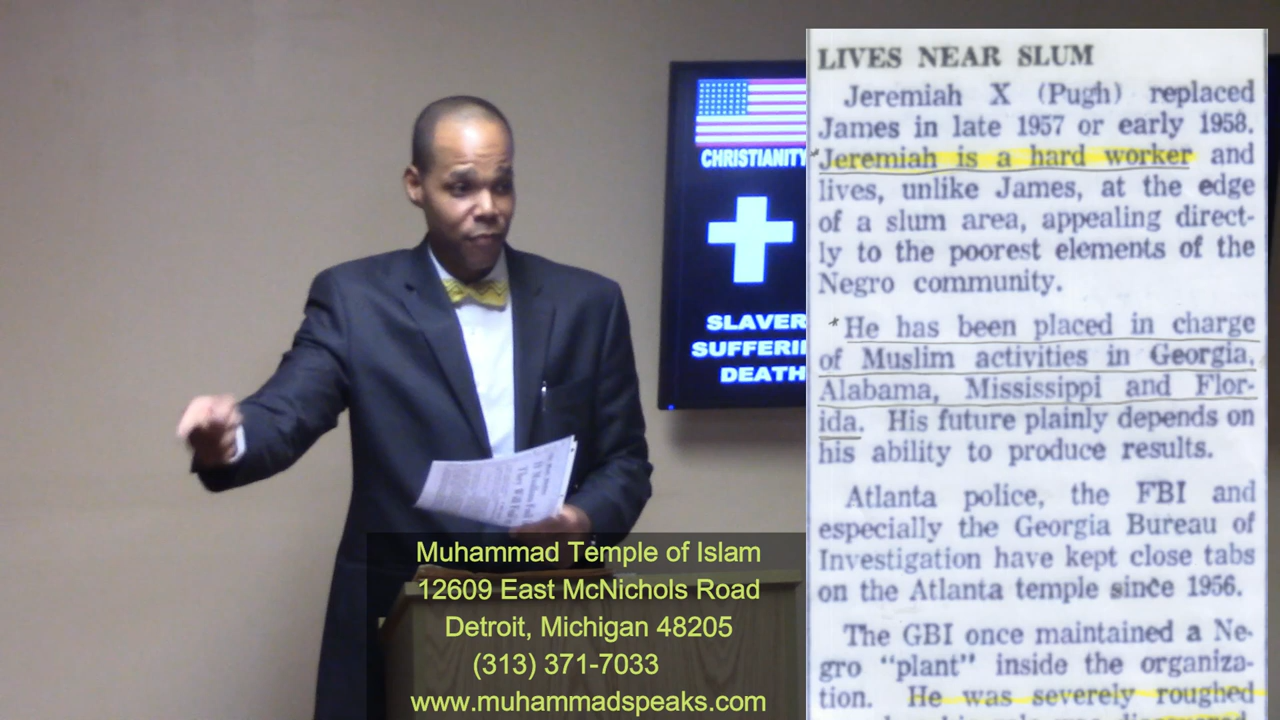 CHRISTIANITY
SLAVER
SUFFERI
DEATH
Muhammad Temple of Islam
12609 East McNichols Road
Detroit, Michigan 48205
(313) 371-7033
www.muhammadspeaks.com
LIVES NEAR SLUM
Jeremiah X (Pugh) replaced
James in late 1957 or early 1958.
*Jeremiah is a hard worker and
lives, unlike James, at the edge
of a slum area, appealing direct-
ly to the poorest elements of the
Negro community.
* He has been placed in charge
of Muslim activities in Georgia,
Alabama, Mississippi and Flor-
ida. His future plainly depends on
his ability to produce results.
Atlanta police, the FBI and
especially the Georgia Bureau of
Investigation have kept close tabs
on the Atlanta temple since 1956.
The GBI once maintained a Ne-
gro "plant" inside the organiza-
tion. He was severely roughed